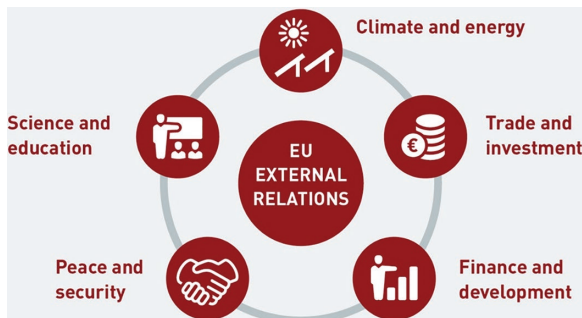 Climate and energy
Science and
education
Trade and
investment
€
EU
EXTERNAL
RELATIONS
Peace and
security
Finance and
development